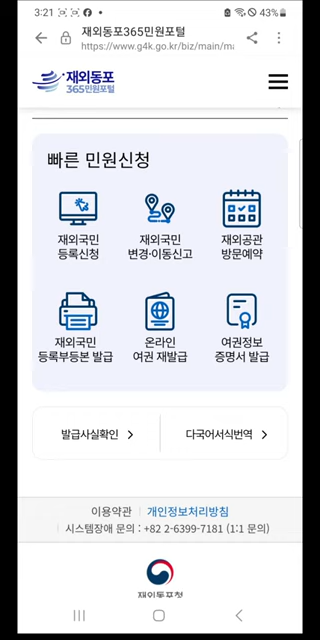 3:21
43%
재외동포365민원포털
https://www.g4k.go.kr/biz/main/ma
재외동포
365민원포털
빠른 민원신청
재외국민
등록신청
재외국민
변경·이동신고
재외공관
방문예약
재외국민
등록부등본 발급
온라인
여권 재발급
여권정보
증명서 발급
발급사실확인 >
다국어서식번역 >
이용약관 | 개인정보처리방침
| 시스템장애 문의 : +82 2-6399-7181 (1:1 문의)
재외동포청